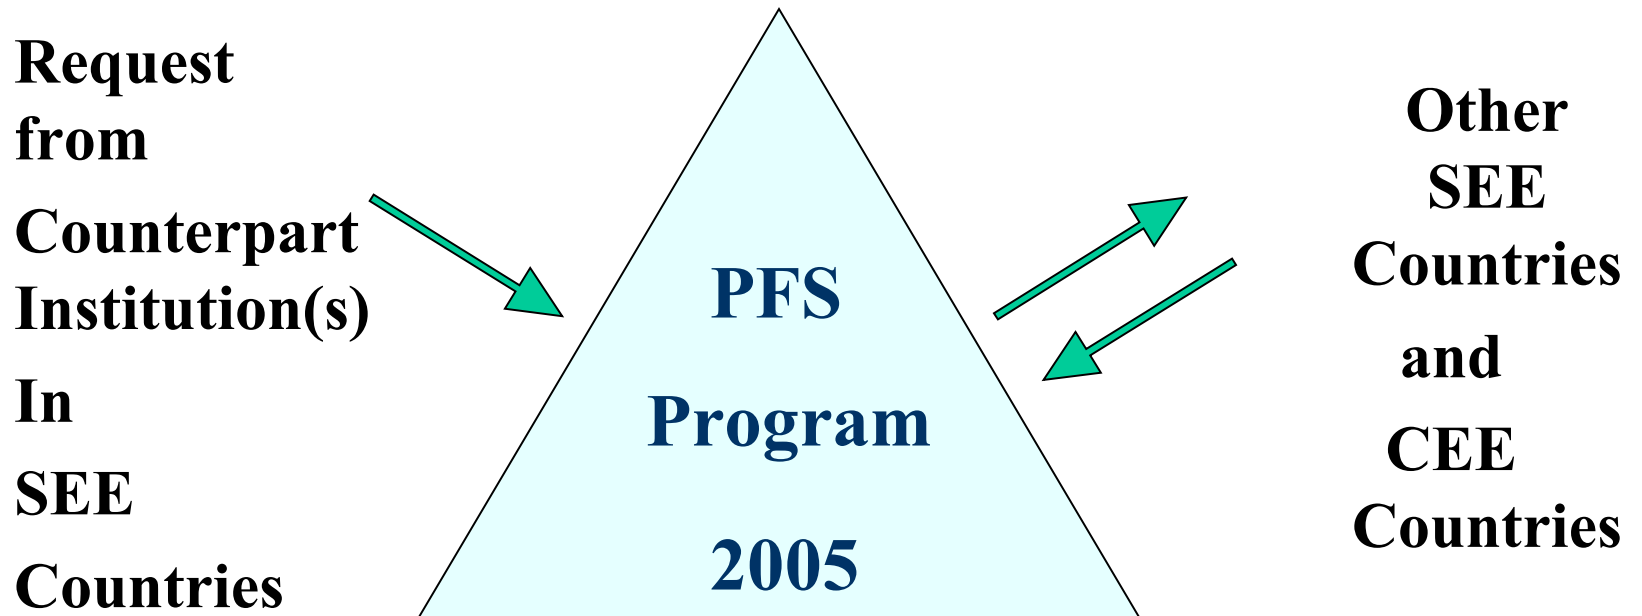 Request
from
Counterpart
Institution(s)
In
SEE
Countries
PFS
Program
2005
Other
SEE
Countries
and
CEE
Countries